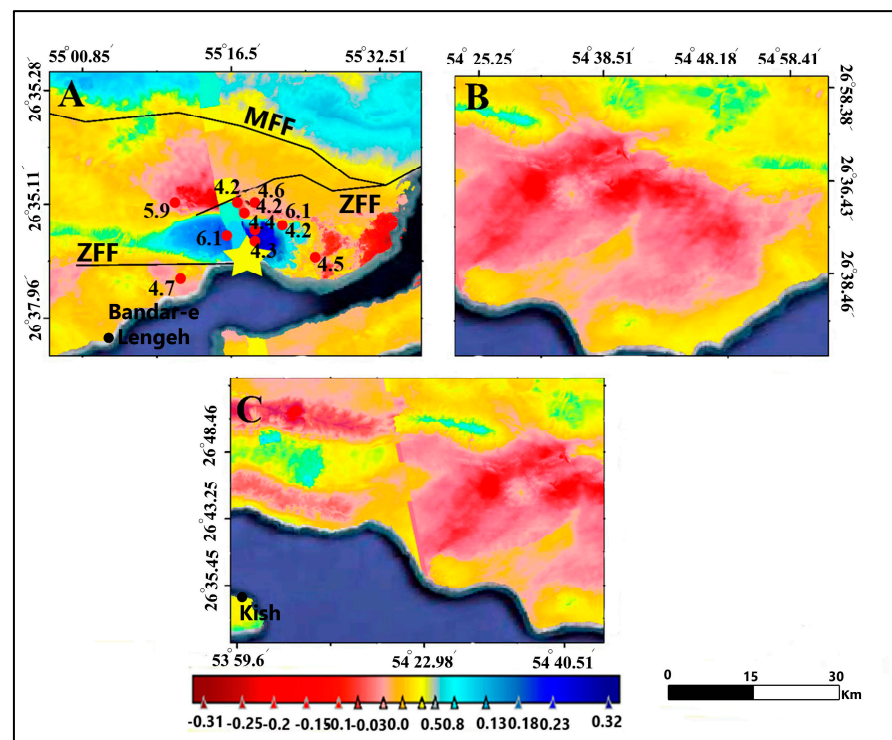 55°00.85′ 55°16.5′ 55°32.51′
54°25.25′ 54°38.51′ 54°48.18′ 54°58.41′
26°35.28′
26°35.11′
26°37.96′
A
MFF
4.2 4.6
4.2
5.9
ZFF
6.1
4.4
4.2
6.1
4.3
ZFF
4.5
4.7
Bandar-e
Lengeh
B
26°58.38′
26°36.43′
26°38.46′
C
26°48.46
26°43.25
26°35.45
Kish
53°59.6′ 54°22.98′ 54°40.51′
-0.31 -0.25 -0.2 -0.15 -0.1 -0.03 0.0 0.5 0.8 0.13 0.18 0.23 0.32
0 15 30
Km